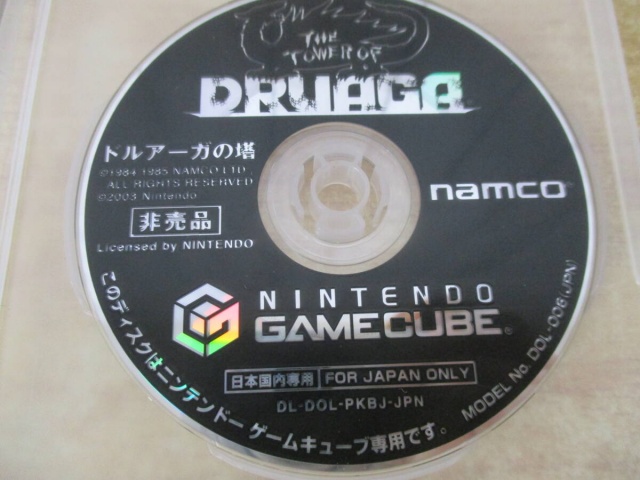 THE
TOWER OF
DRUAGA
ドルアーガの塔
©1984 1985 NAMCO LTD.,
ALL RIGHTS RESERVED
©2003 Nintendo
非売品
Licensed by NINTENDO
namco
NINTENDO
GAMECUBE®
日本国内専用 FOR JAPAN ONLY
DL-DOL-PKBJ-JPN
このディスクはニンテンドーゲームキューブ専用です。
MODEL No. DOL-006(JPN)